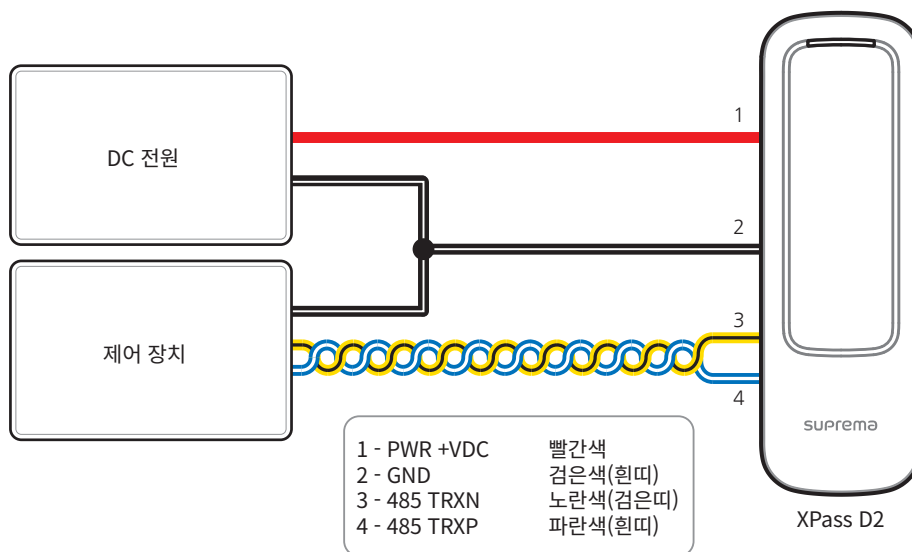 DC 전원
제어 장치
1
2
3
4
suprema
XPass D2
1 - PWR +VDC 빨간색
2 - GND 검은색(흰띠)
3 - 485 TRXN 노란색(검은띠)
4 - 485 TRXP 파란색(흰띠)